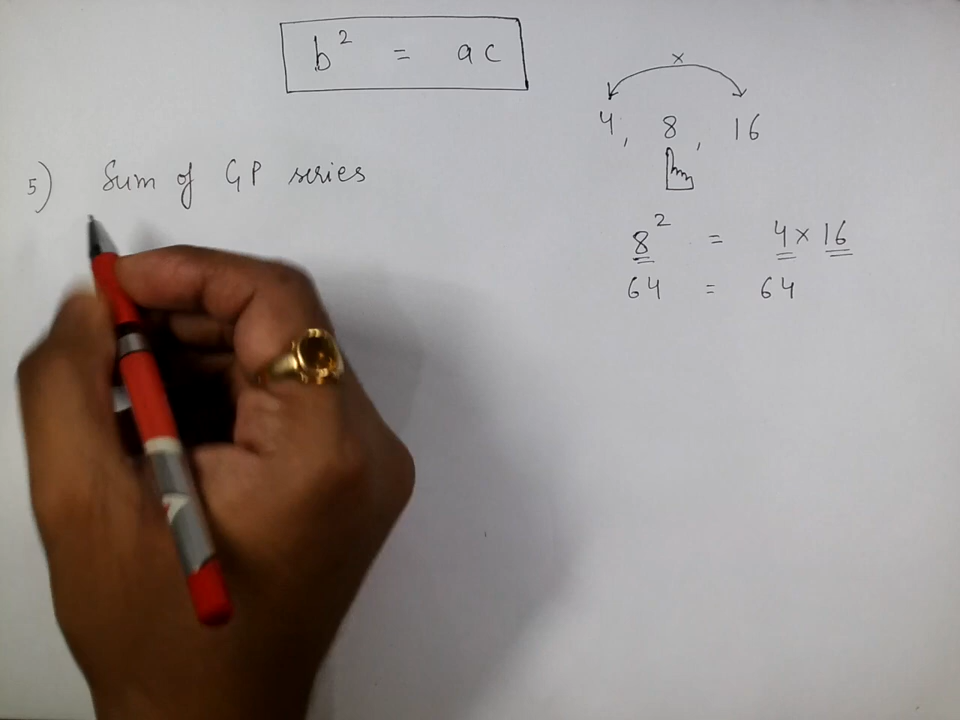 b² = ac
×
4, 8, 16
5) Sum of GP series
8² = 4 × 16
64 = 64